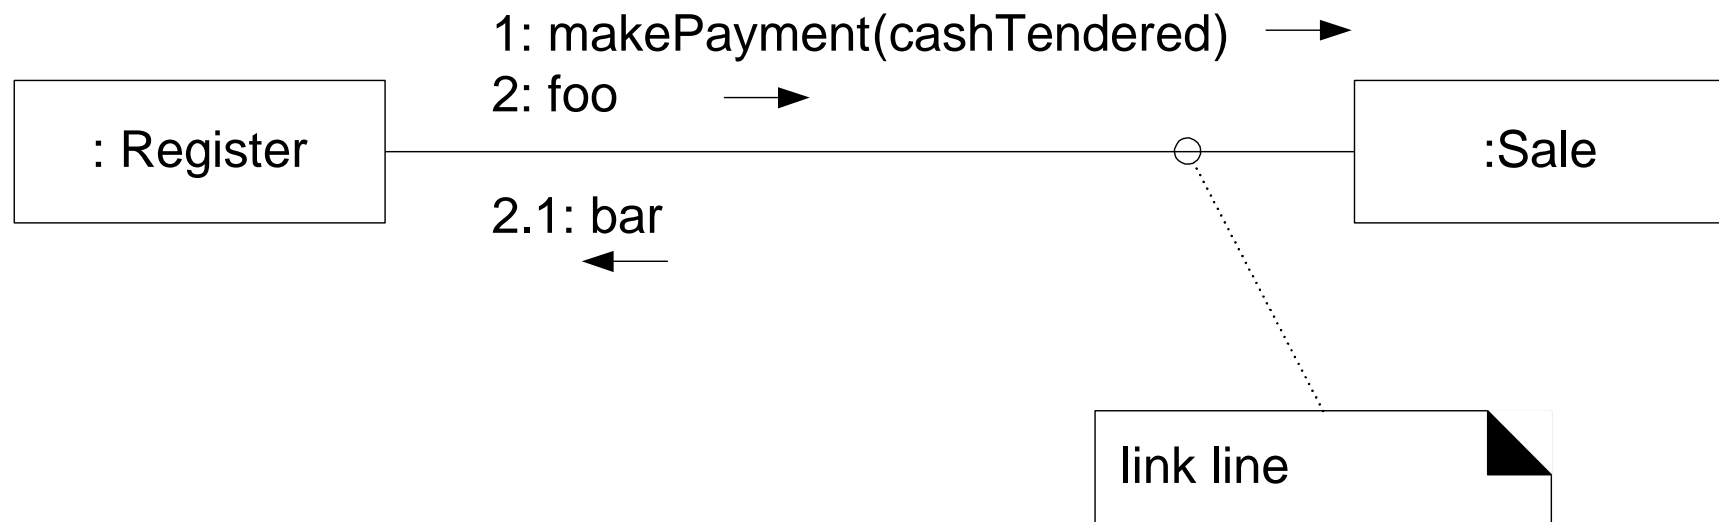 1: makePayment(cashTendered)
2: foo
: Register
:Sale
2.1: bar
link line